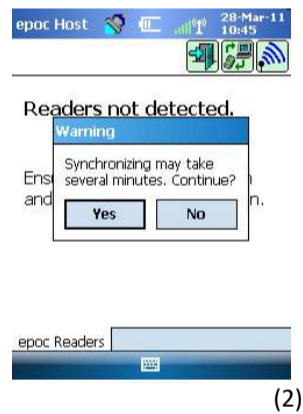 epoc Host 28-Mar-11
10:45
Readers not detected.
Warning
Synchronizing may take
Ens several minutes. Continue?
and n.
Yes No
epoc Readers
(2)